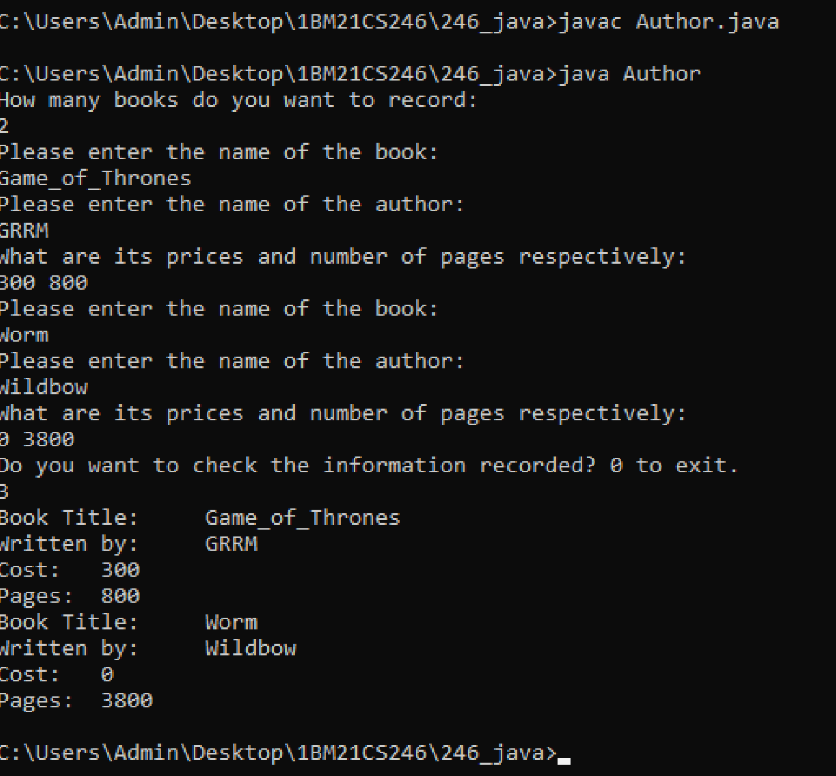 C:\Users\Admin\Desktop\1BM21CS246\246_java>javac Author.java
C:\Users\Admin\Desktop\1BM21CS246\246_java>java Author
How many books do you want to record:
2
Please enter the name of the book:
Game_of_Thrones
Please enter the name of the author:
GRRM
What are its prices and number of pages respectively:
300 800
Please enter the name of the book:
Worm
Please enter the name of the author:
Wildbow
What are its prices and number of pages respectively:
0 3800
Do you want to check the information recorded? 0 to exit.
3
Book Title:     Game_of_Thrones
Written by:     GRRM
Cost:   300
Pages:  800
Book Title:     Worm
Written by:     Wildbow
Cost:   0
Pages:  3800
C:\Users\Admin\Desktop\1BM21CS246\246_java>